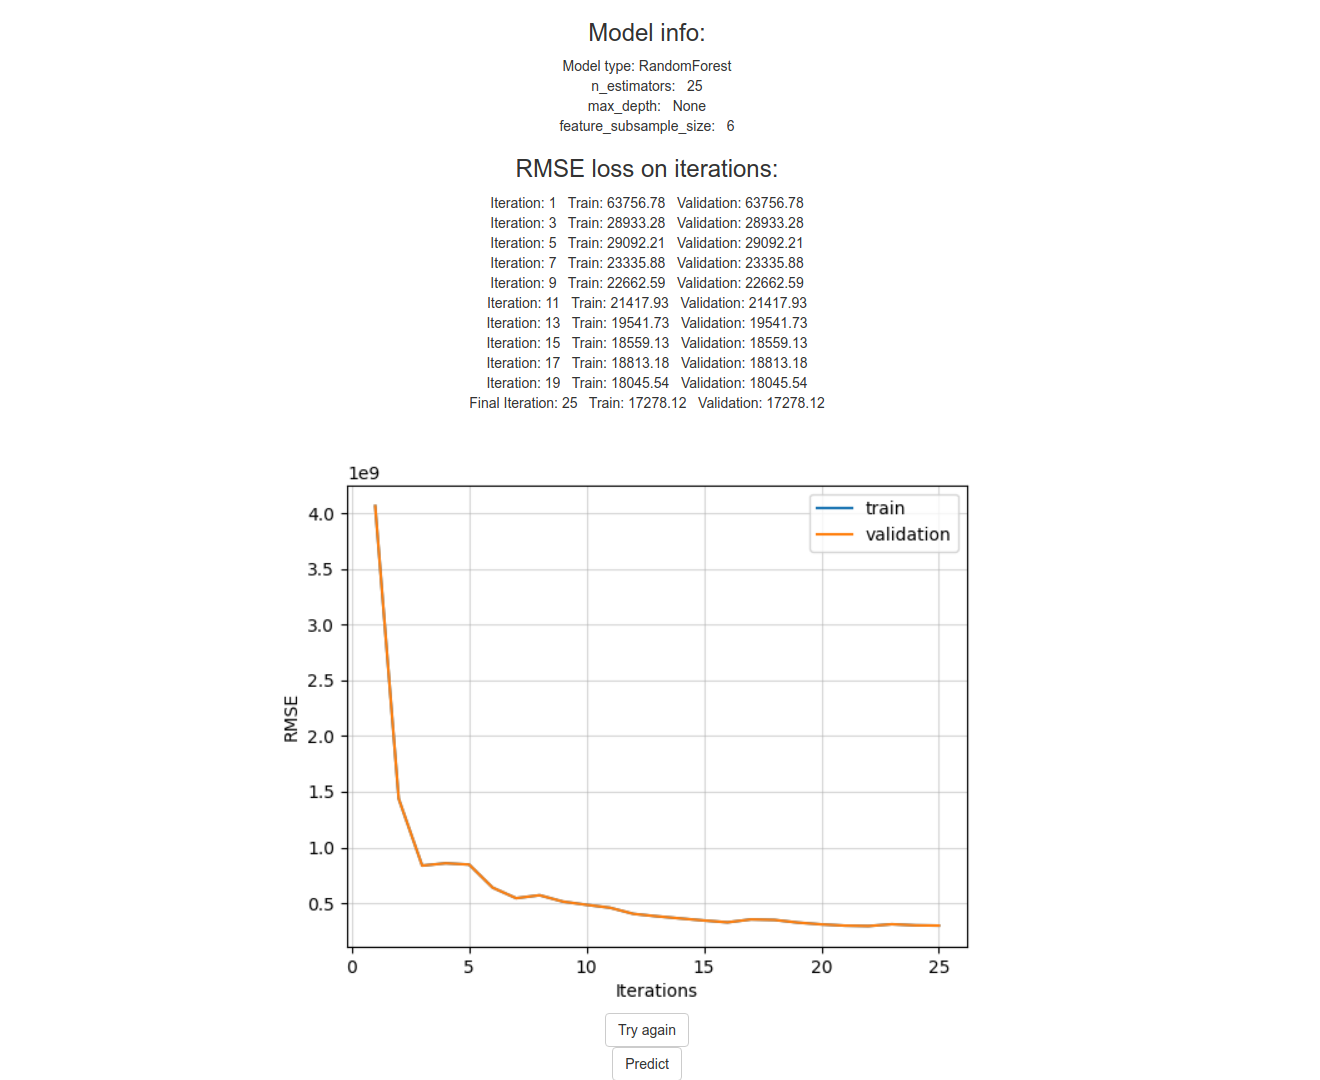 Model info:
Model type: RandomForest
n_estimators: 25
max_depth: None
feature_subsample_size: 6
RMSE loss on iterations:
Iteration: 1 Train: 63756.78 Validation: 63756.78
Iteration: 3 Train: 28933.28 Validation: 28933.28
Iteration: 5 Train: 29092.21 Validation: 29092.21
Iteration: 7 Train: 23335.88 Validation: 23335.88
Iteration: 9 Train: 22662.59 Validation: 22662.59
Iteration: 11 Train: 21417.93 Validation: 21417.93
Iteration: 13 Train: 19541.73 Validation: 19541.73
Iteration: 15 Train: 18559.13 Validation: 18559.13
Iteration: 17 Train: 18813.18 Validation: 18813.18
Iteration: 19 Train: 18045.54 Validation: 18045.54
Final Iteration: 25 Train: 17278.12 Validation: 17278.12
1e9
train
validation
4.0
3.5
3.0
2.5
2.0
1.5
1.0
0.5
RMSE
0 5 10 15 20 25
Iterations
Try again
Predict